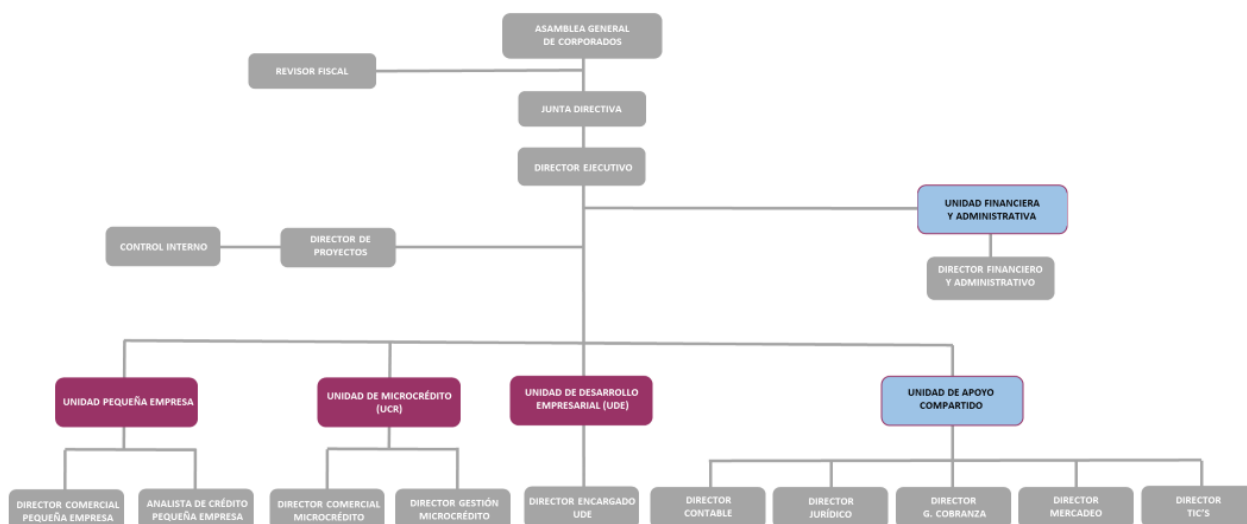 ASAMBLEA GENERAL
DE CORPORADOS
REVISOR FISCAL
JUNTA DIRECTIVA
DIRECTOR EJECUTIVO
UNIDAD FINANCIERA
Y ADMINISTRATIVA
CONTROL INTERNO
DIRECTOR DE
PROYECTOS
DIRECTOR FINANCIERO
Y ADMINISTRATIVO
UNIDAD PEQUEÑA EMPRESA
UNIDAD DE MICROCRÉDITO
(UCR)
UNIDAD DE DESARROLLO
EMPRESARIAL (UDE)
UNIDAD DE APOYO
COMPARTIDO
DIRECTOR COMERCIAL
PEQUEÑA EMPRESA
ANALISTA DE CRÉDITO
PEQUEÑA EMPRESA
DIRECTOR COMERCIAL
MICROCRÉDITO
DIRECTOR GESTIÓN
MICROCRÉDITO
DIRECTOR ENCARGADO
UDE
DIRECTOR
CONTABLE
DIRECTOR
JURÍDICO
DIRECTOR
G. COBRANZA
DIRECTOR
MERCADEO
DIRECTOR
TIC'S